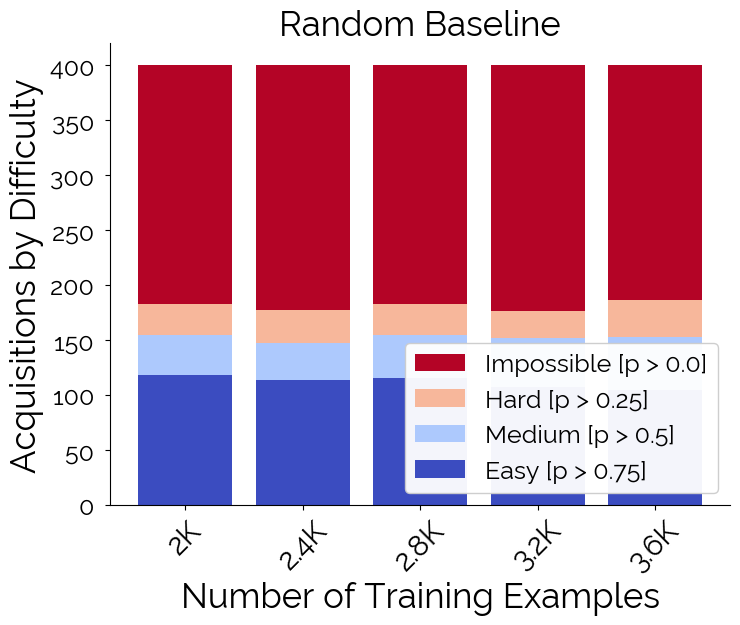 Random Baseline
Acquisitions by Difficulty
400
350
300
250
200
150
100
50
0
Impossible [p > 0.0]
Hard [p > 0.25]
Medium [p > 0.5]
Easy [p > 0.75]
2K
2.4K
2.8K
3.2K
3.6K
Number of Training Examples